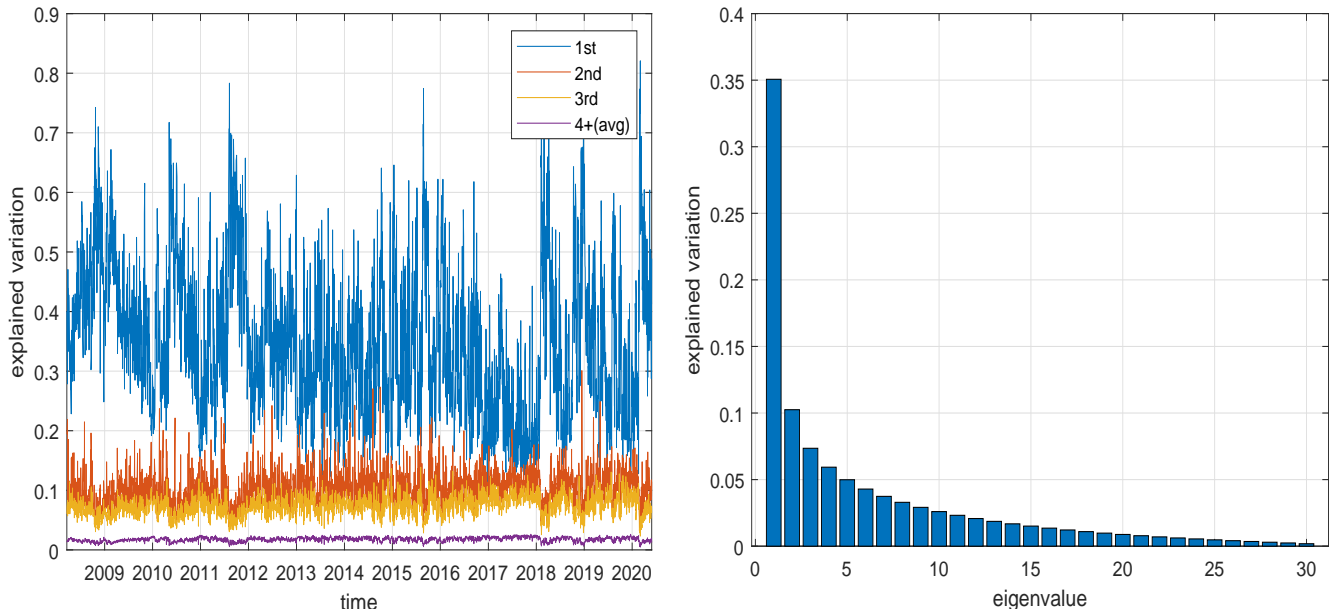 0.9
0.8
0.7
0.6
0.5
0.4
0.3
0.2
0.1
0
explained variation
2009 2010 2011 2012 2013 2014 2015 2016 2017 2018 2019 2020
time
1st
2nd
3rd
4+(avg)
0.4
0.35
0.3
0.25
0.2
0.15
0.1
0.05
0
explained variation
0 5 10 15 20 25 30
eigenvalue